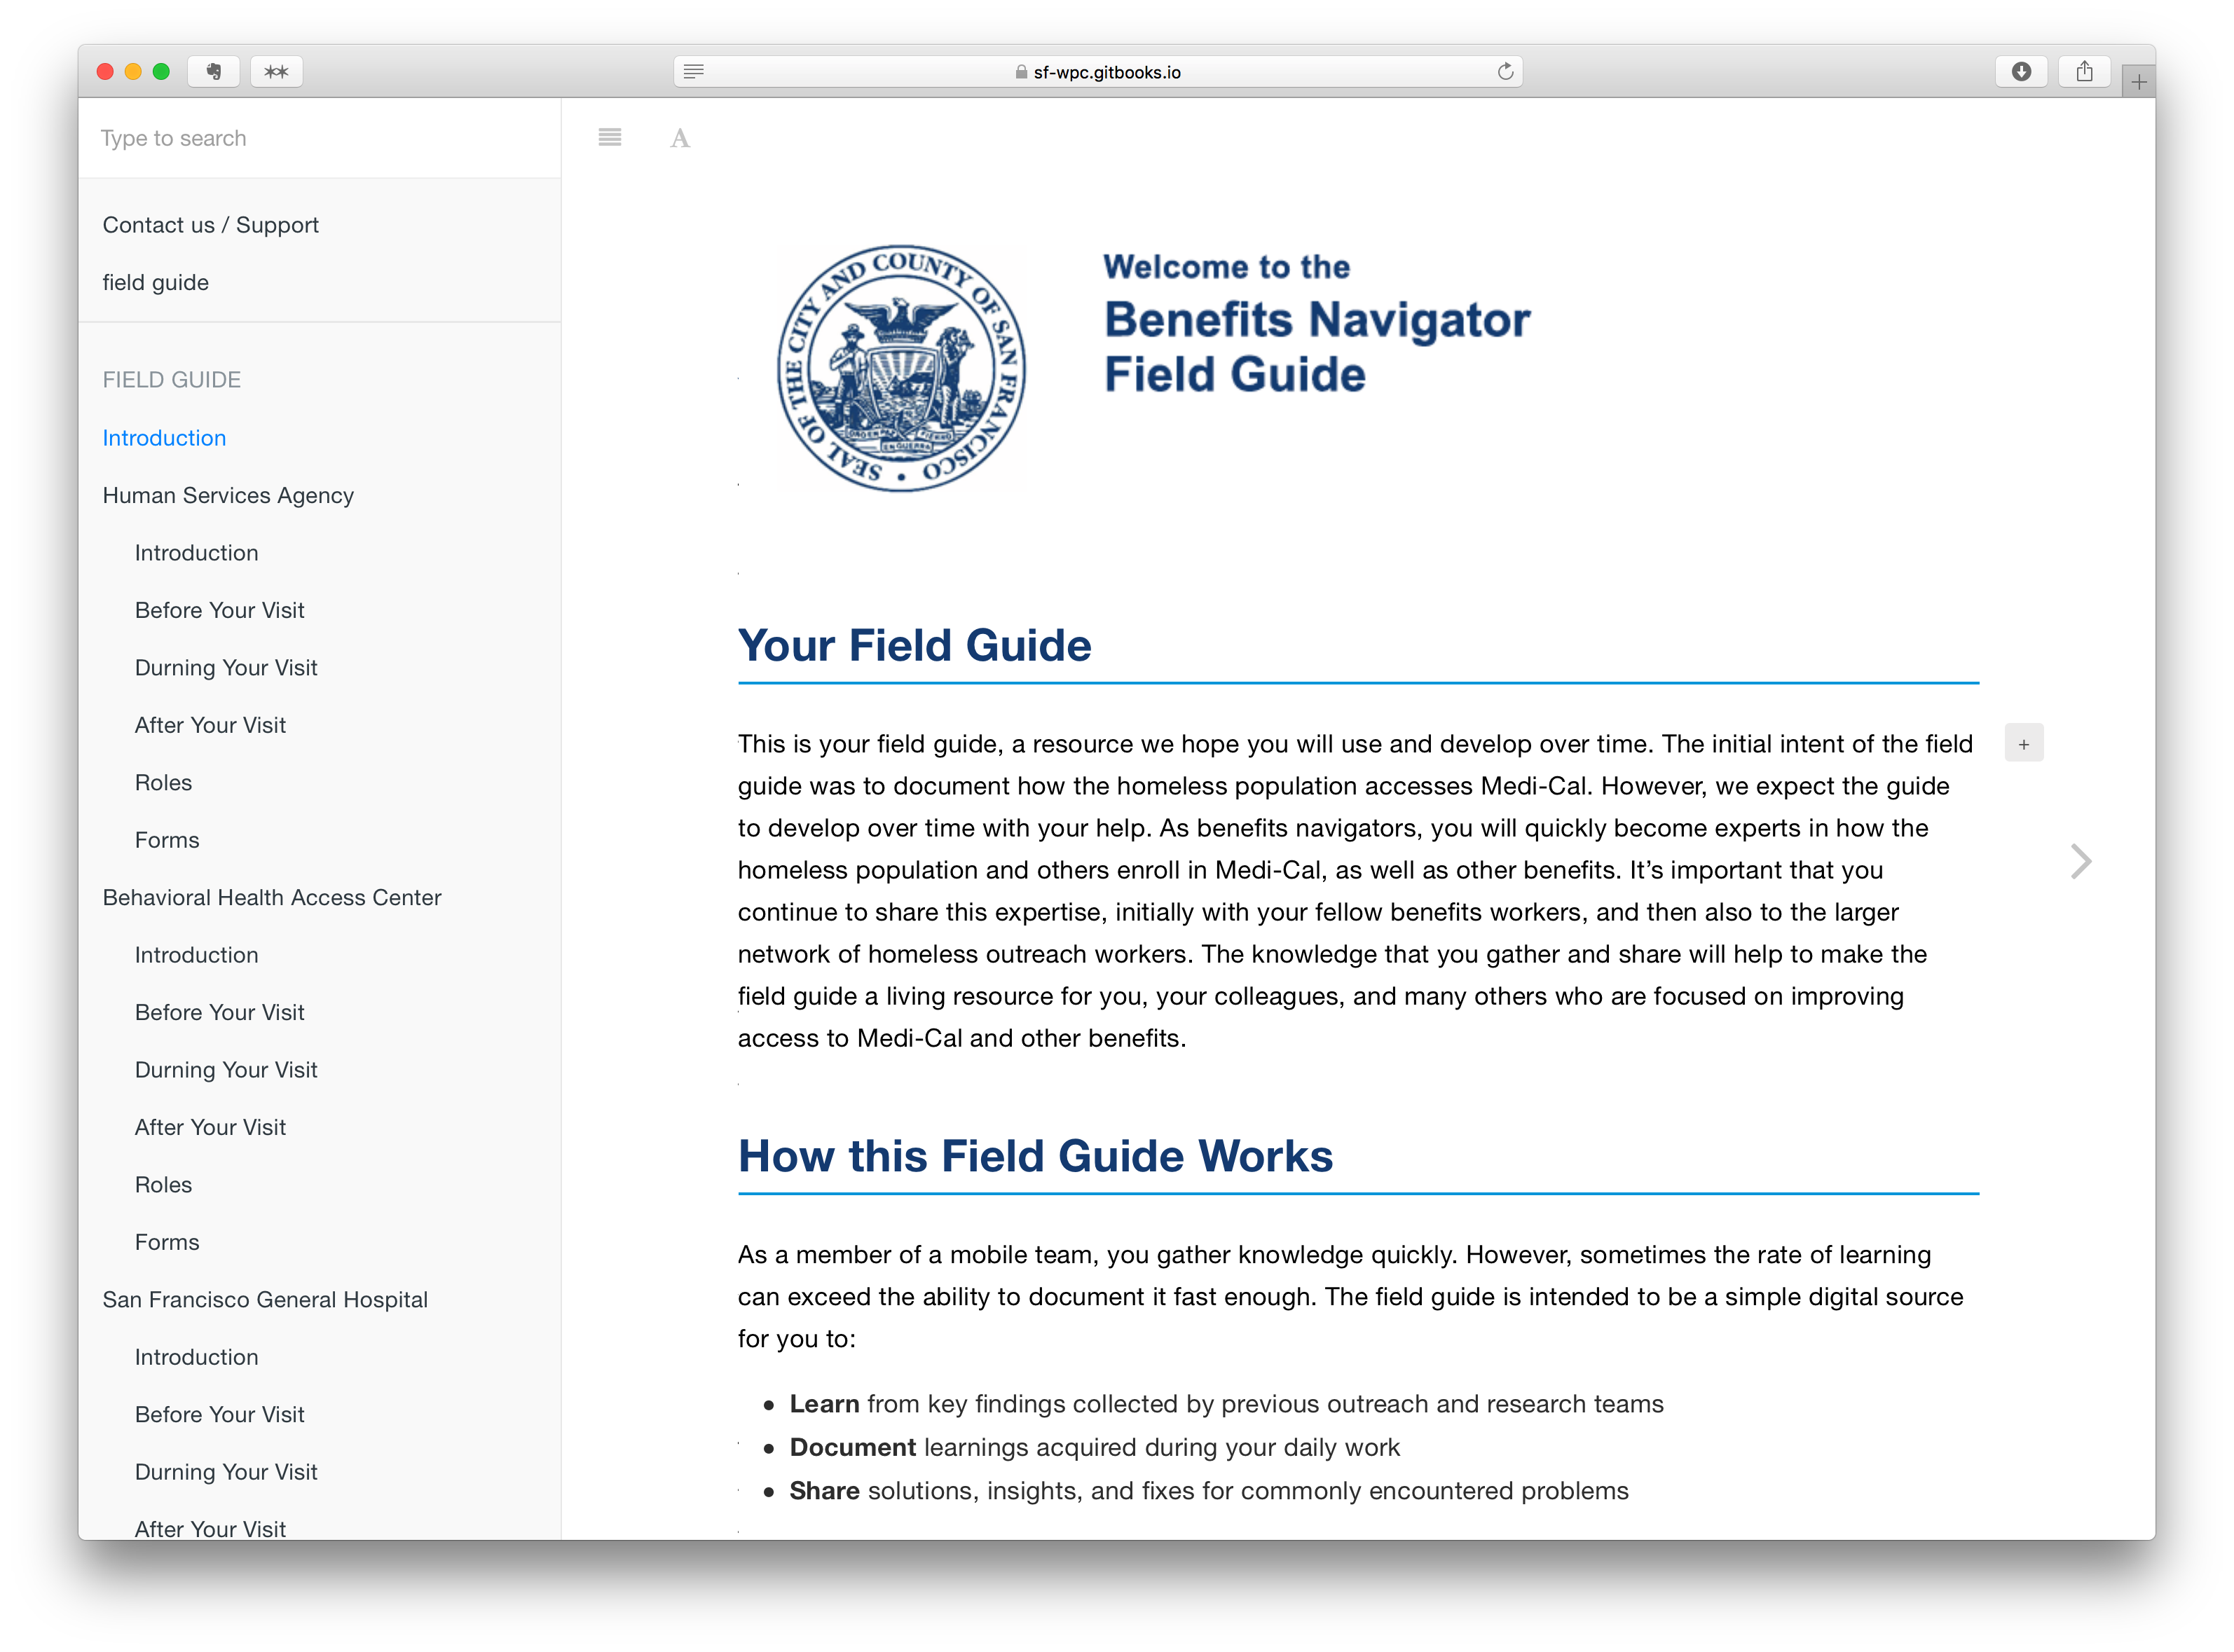 sf-wpc.gitbooks.io
Type to search
Contact us / Support
field guide
FIELD GUIDE
Introduction
Human Services Agency
Introduction
Before Your Visit
Durning Your Visit
After Your Visit
Roles
Forms
Behavioral Health Access Center
Introduction
Before Your Visit
Durning Your Visit
After Your Visit
Roles
Forms
San Francisco General Hospital
Introduction
Before Your Visit
Durning Your Visit
After Your Visit
A
SEAL OF THE CITY AND COUNTY OF SAN FRANCISCO
Welcome to the
Benefits Navigator
Field Guide
Your Field Guide
This is your field guide, a resource we hope you will use and develop over time. The initial intent of the field
guide was to document how the homeless population accesses Medi-Cal. However, we expect the guide
to develop over time with your help. As benefits navigators, you will quickly become experts in how the
homeless population and others enroll in Medi-Cal, as well as other benefits. It’s important that you
continue to share this expertise, initially with your fellow benefits workers, and then also to the larger
network of homeless outreach workers. The knowledge that you gather and share will help to make the
field guide a living resource for you, your colleagues, and many others who are focused on improving
access to Medi-Cal and other benefits.
+
How this Field Guide Works
As a member of a mobile team, you gather knowledge quickly. However, sometimes the rate of learning
can exceed the ability to document it fast enough. The field guide is intended to be a simple digital source
for you to:
• Learn from key findings collected by previous outreach and research teams
• Document learnings acquired during your daily work
• Share solutions, insights, and fixes for commonly encountered problems